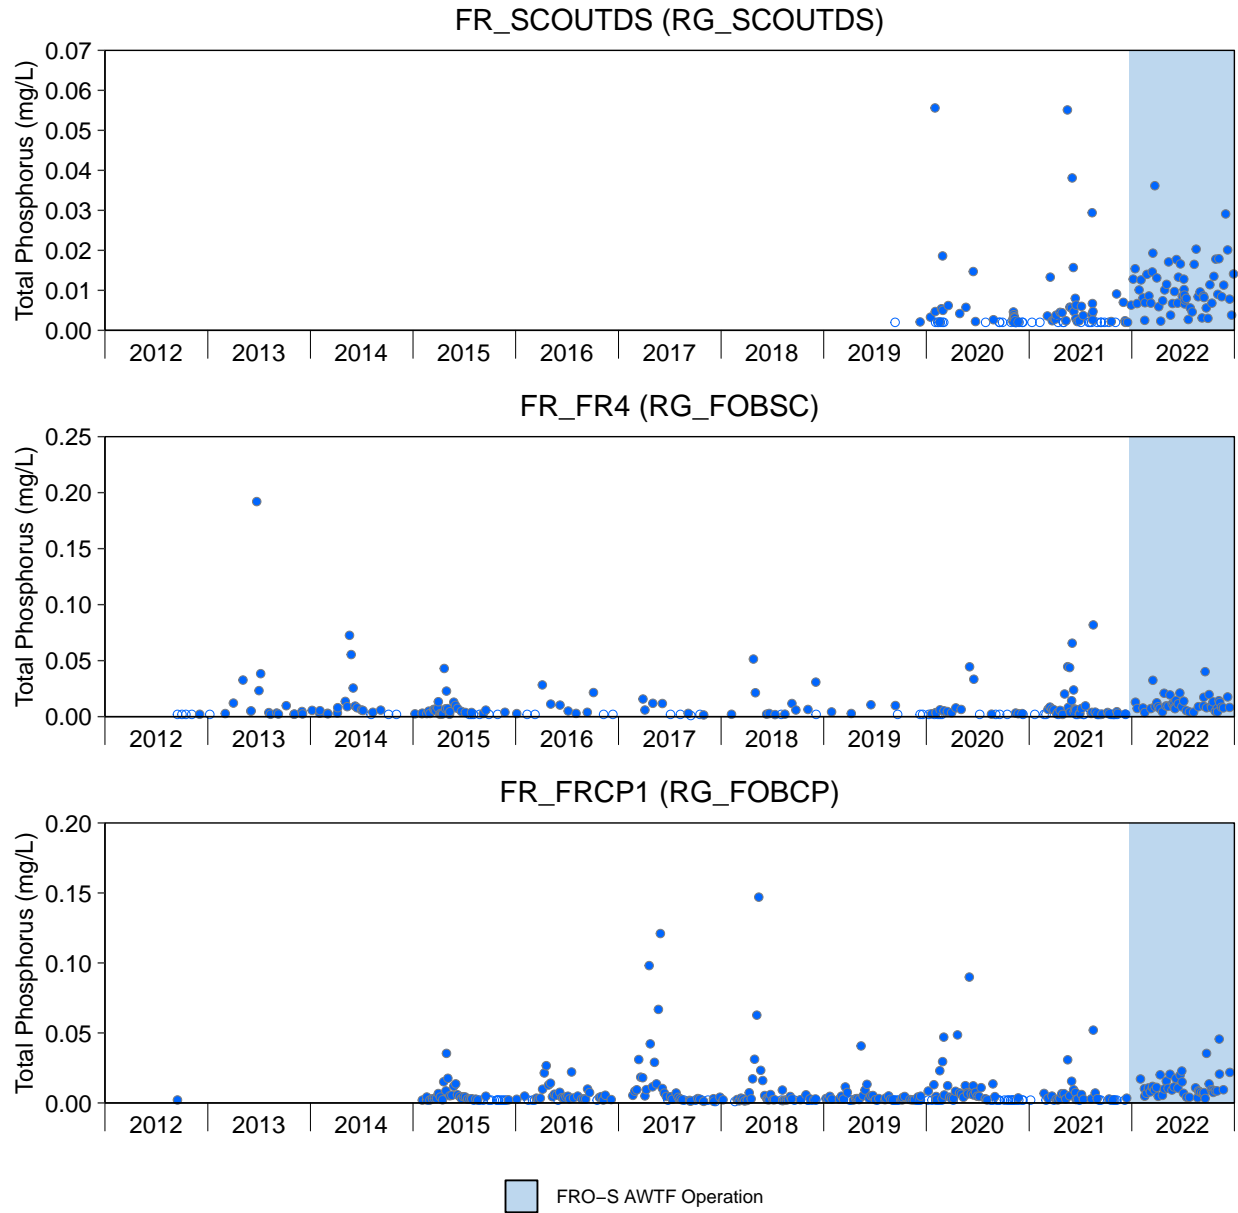 FR_SCOUTDS (RG_SCOUTDS)
Total Phosphorus (mg/L)
0.07
0.06
0.05
0.04
0.03
0.02
0.01
0.00
2012 2013 2014 2015 2016 2017 2018 2019 2020 2021 2022
FR_FR4 (RG_FOBSC)
Total Phosphorus (mg/L)
0.25
0.20
0.15
0.10
0.05
0.00
2012 2013 2014 2015 2016 2017 2018 2019 2020 2021 2022
FR_FRCP1 (RG_FOBCP)
Total Phosphorus (mg/L)
0.20
0.15
0.10
0.05
0.00
2012 2013 2014 2015 2016 2017 2018 2019 2020 2021 2022
FRO−S AWTF Operation